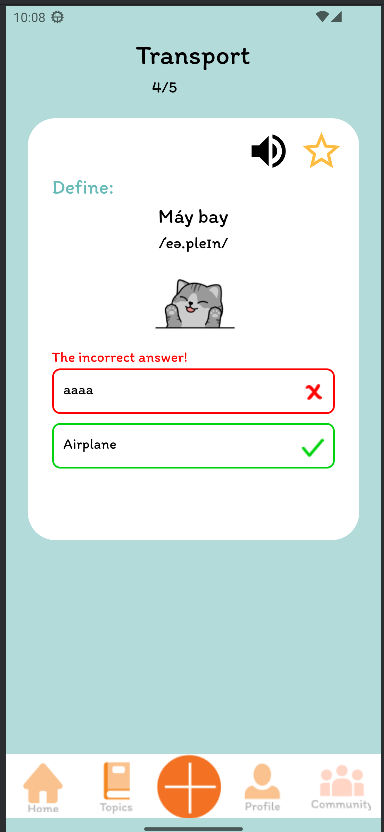 10:08
Transport
4/5
Define:
Máy bay
/eə.pleɪn/
The incorrect answer!
aaaa
Airplane
Home
Topics
Profile
Community